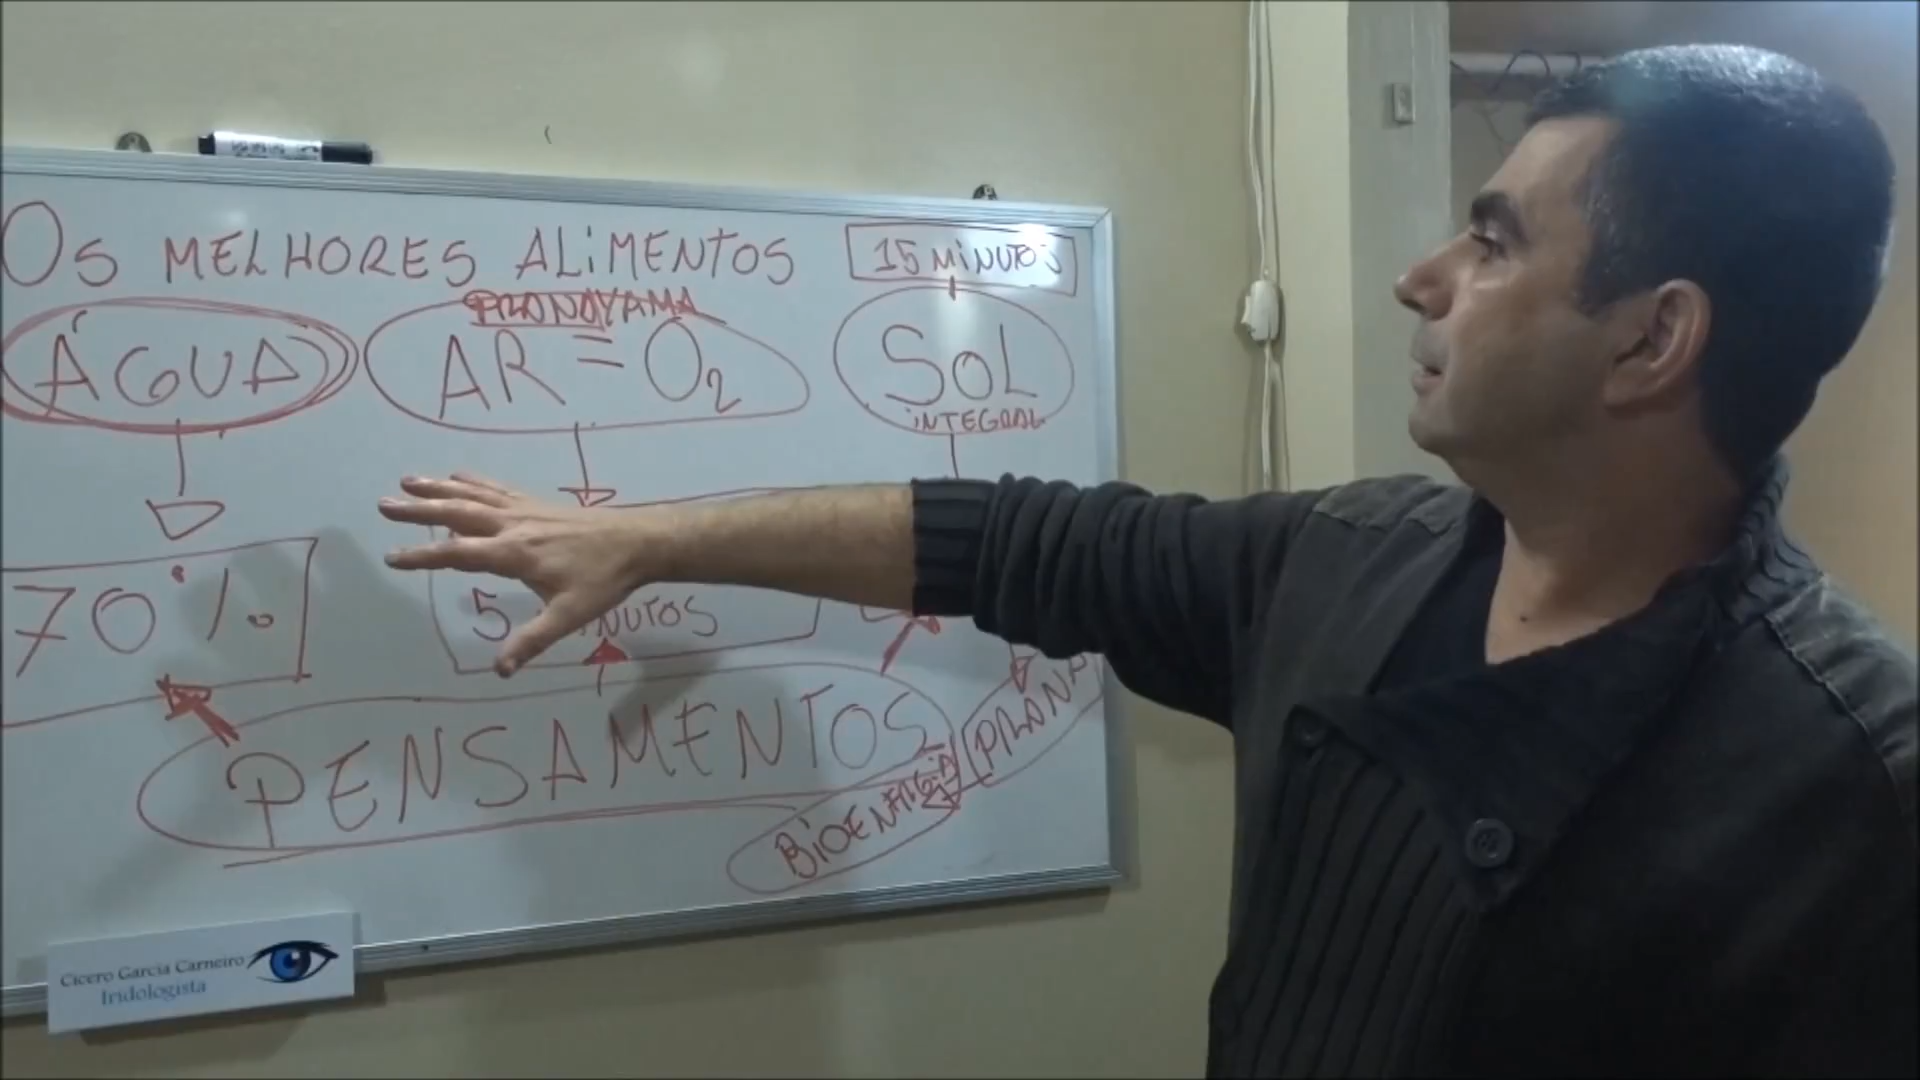 Os MELHORES ALiMENTOS
15 MiNUTOS
ÁGUA
PRANAYAMA
AR = O2
SOL
iNTEGRAL
70%
5
NUTOS
PENSAMENTOS
PRANA
BiOENERGiA
Cicero Garcia Carneiro
Iridologista